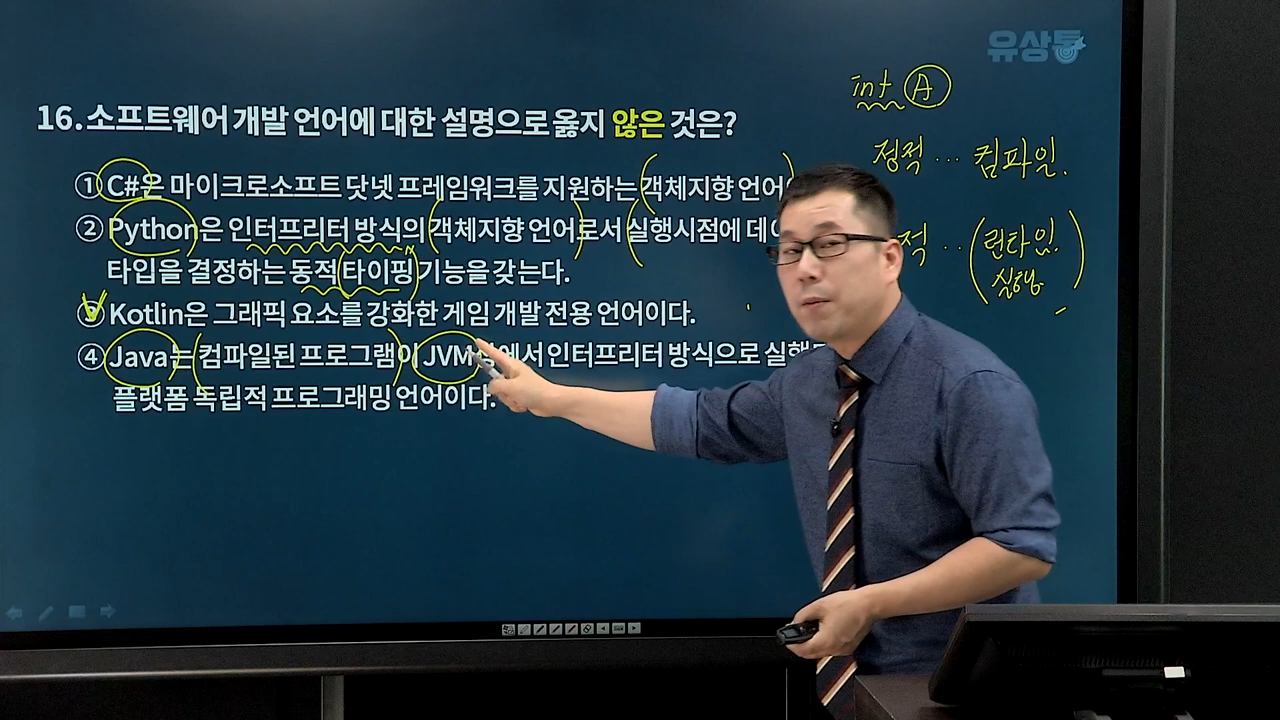 유상통
16. 소프트웨어 개발 언어에 대한 설명으로 옳지 않은 것은?
① C#은 마이크로소프트 닷넷 프레임워크를 지원하는 객체지향 언어
② Python은 인터프리터 방식의 객체지향 언어로서 실행시점에
타입을 결정하는 동적 타이핑 기능을 갖는다.
③ Kotlin은 그래픽 요소를 강화한 게임 개발 전용 언어이다.
④ Java는 컴파일된 프로그램이 JVM상에서 인터프리터 방식으로
플랫폼 독립적 프로그래밍 언어이다.
int A
정적 ... 컴파일.
적 .. (런타임.
실행.)